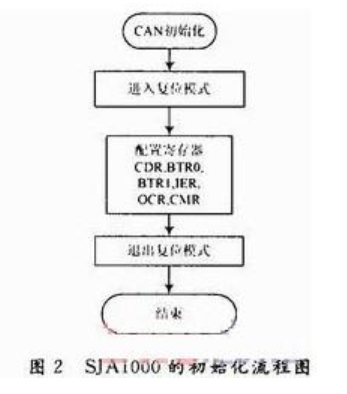 CAN初始化
进入复位模式
配置寄存器
CDR,BTR0,
BTR1,IER,
OCR,CMR
退出复位模式
结束
图 2 SJA1000 的初始化流程图